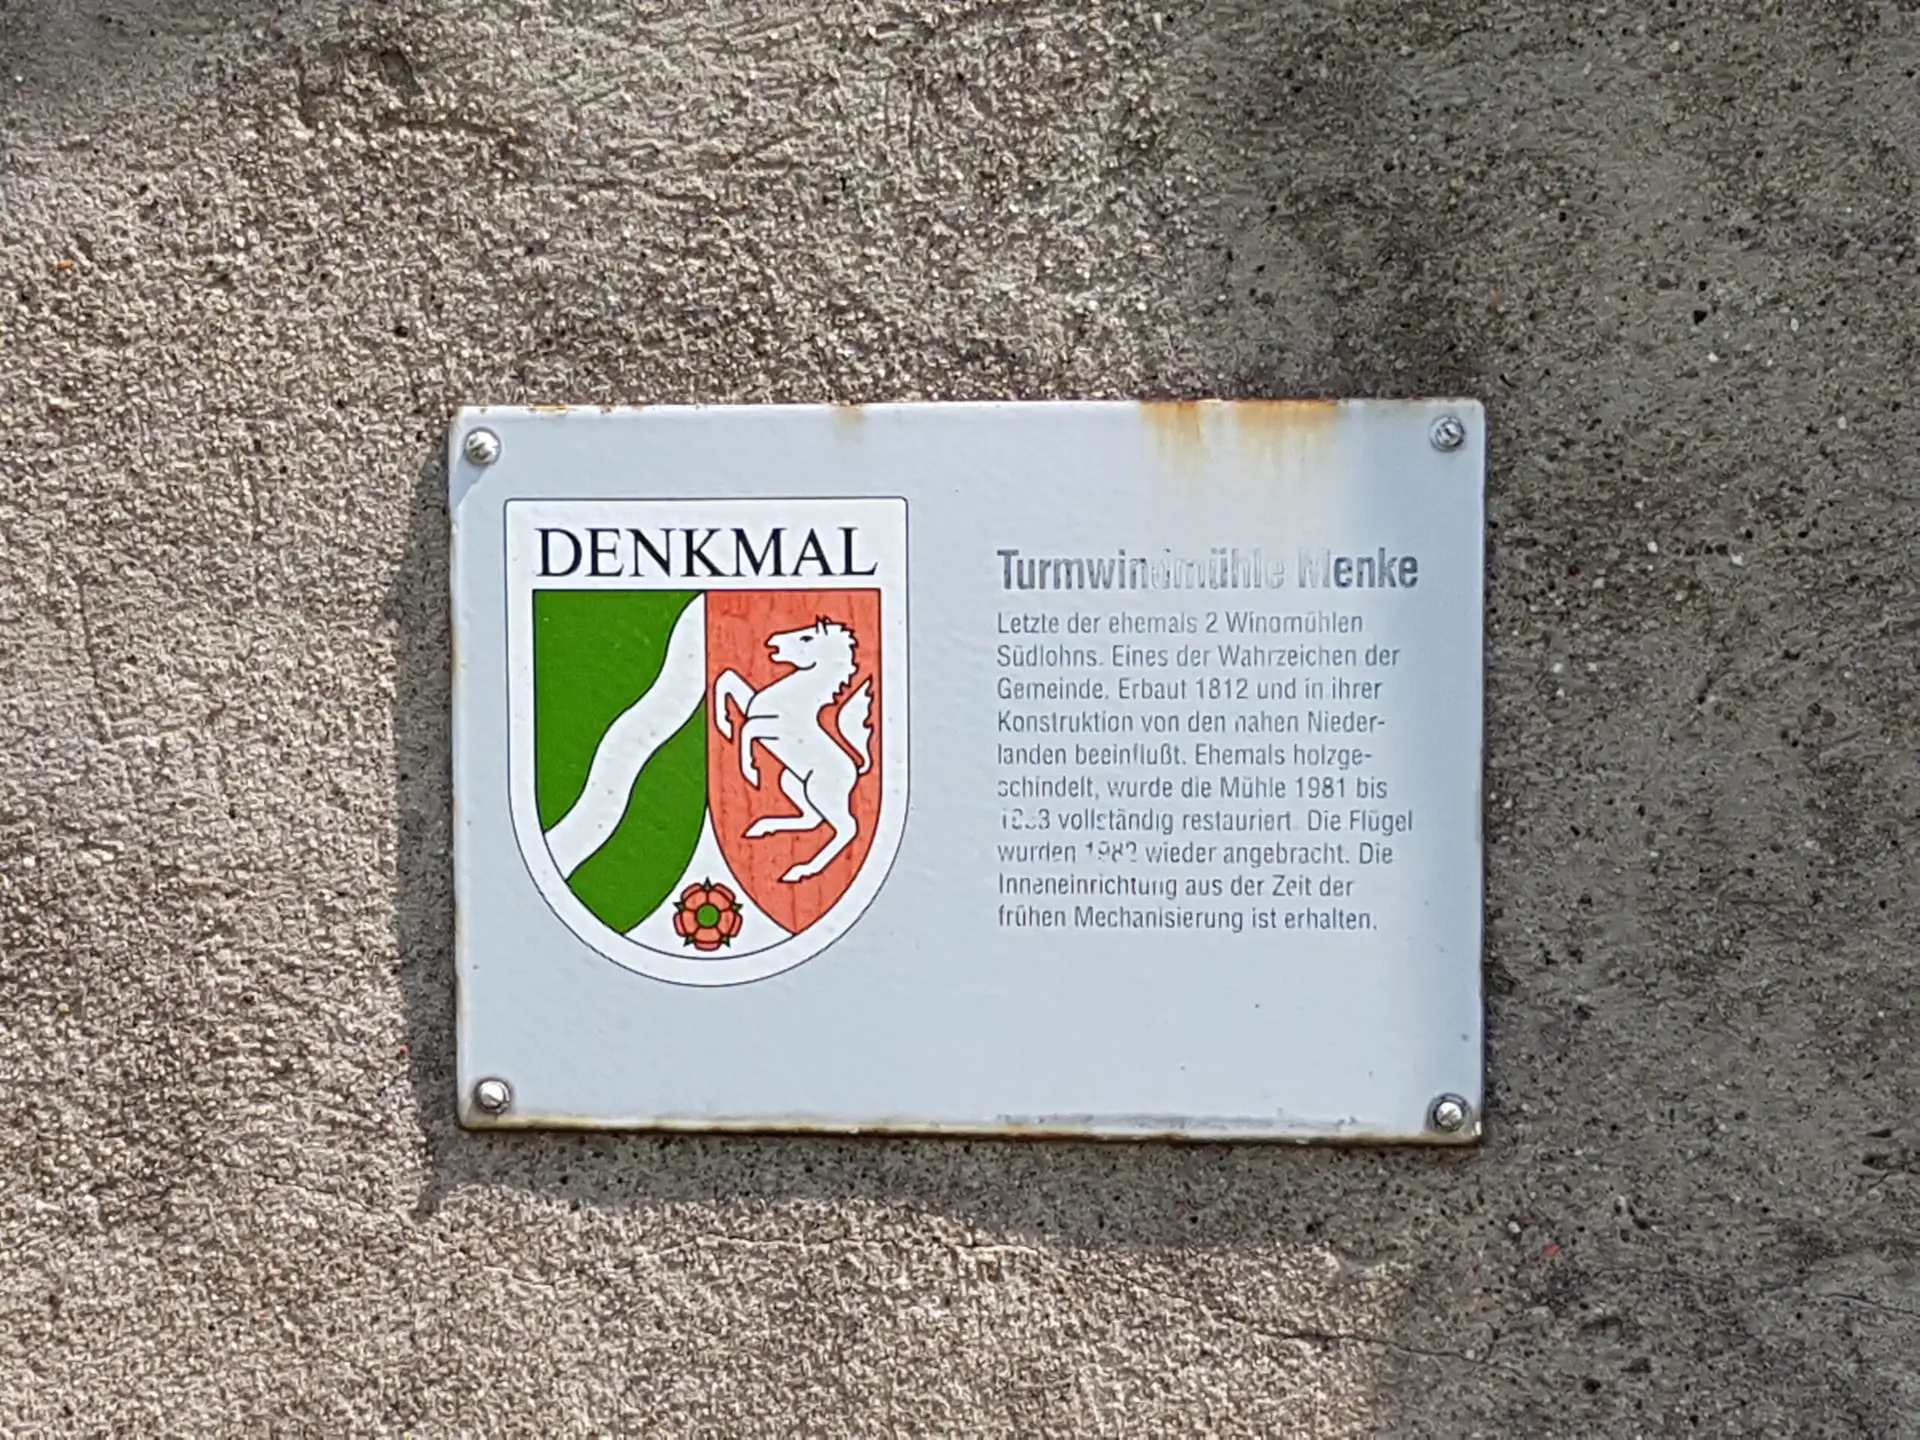 DENKMAL
Turmwindmühle Menke
Letzte der ehemals 2 Windmühlen
Südlohns. Eines der Wahrzeichen der
Gemeinde. Erbaut 1812 und in ihrer
Konstruktion von den nahen Nieder-
landen beeinflußt. Ehemals holzge-
schindelt, wurde die Mühle 1981 bis
vollständig restauriert. Die Flügel
wurden wieder angebracht. Die
Inneneinrichtung aus der Zeit der
frühen Mechanisierung ist erhalten.